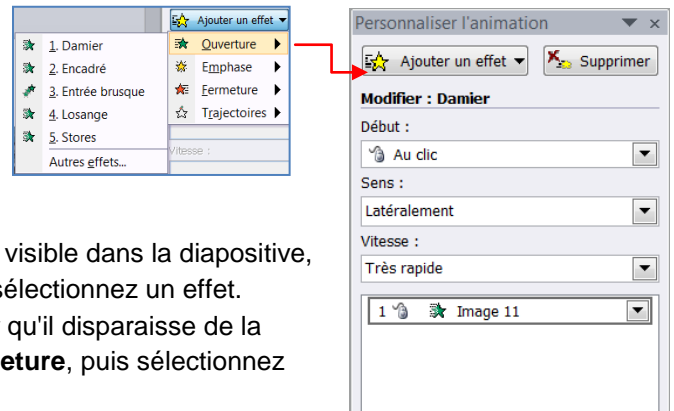 Ajouter un effet
1. Damier
2. Encadré
3. Entrée brusque
4. Losange
5. Stores
Autres effets...
Ouverture
Emphase
Fermeture
Trajectoires
Vitesse :
Personnaliser l'animation
Ajouter un effet
Supprimer
Modifier : Damier
Début :
Au clic
Sens :
Latéralement
Vitesse :
Très rapide
1 Image 11
visible dans la diapositive,
sélectionnez un effet.
qu'il disparaisse de la
eture, puis sélectionnez